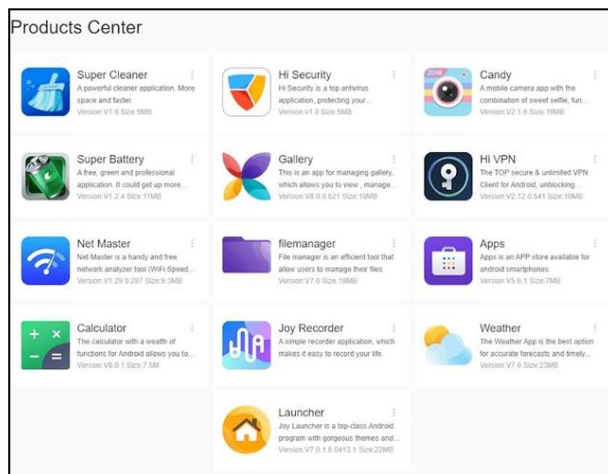 Products Center
Super Cleaner
A powerful cleaner application. More
space and faster.
Version:V1.0 Size:5MB
Hi Security
Hi Security is a top antivirus
application, protecting your...
Version:v1.0 Size:5MB
2018
Candy
A mobile camera app with the
combination of sweet selfie, fun...
Version:V2.1.6 Size:19MB
Super Battery
A free, green and professional
application. It could get up more...
Version:V1.2.4 Size:11MB
Gallery
This is an app for managing gallery,
which allows you to view , manage...
Version:V8.0.0.021 Size:18MB
Hi VPN
The TOP secure & unlimited VPN
Client for Android, unblocking...
Version:V2.12.0.541 Size:10MB
Net Master
Net Master is a handy and free
network analyzer tool (WiFi Speed...
Version:V1.29.0.287 Size:9.3MB
filemanager
File manager is an efficient tool that
allow users to manage their files
Version:V7.0 Size:19MB
Apps
Apps is an APP store available for
android smartphones.
Version:V5.6.1 Size:7MB
Calculator
The calculator with a wealth of
functions for Android allows you to...
Version:V8.0.1 Size:7.5M
Joy Recorder
A simple recorder application, which
makes it easy to record your life
Weather
The Weather App is the best option
for accurate forecasts and timely...
Version:V7.0 Size:23MB
Launcher
Joy Launcher is a top-class Android
program with gorgeous themes and...
Version:V7.0.1.8.0413.1 Size:22MB